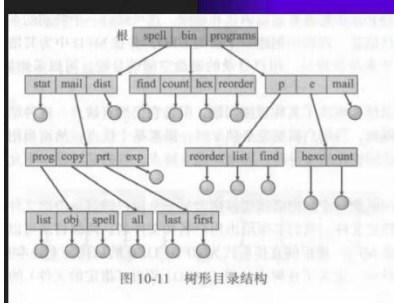 根 spell bin programs
stat mail dist find count hex reorder p e mail
prog copy prt exp reorder list find hexc ount
list obj spell all last first
图 10-11 树形目录结构